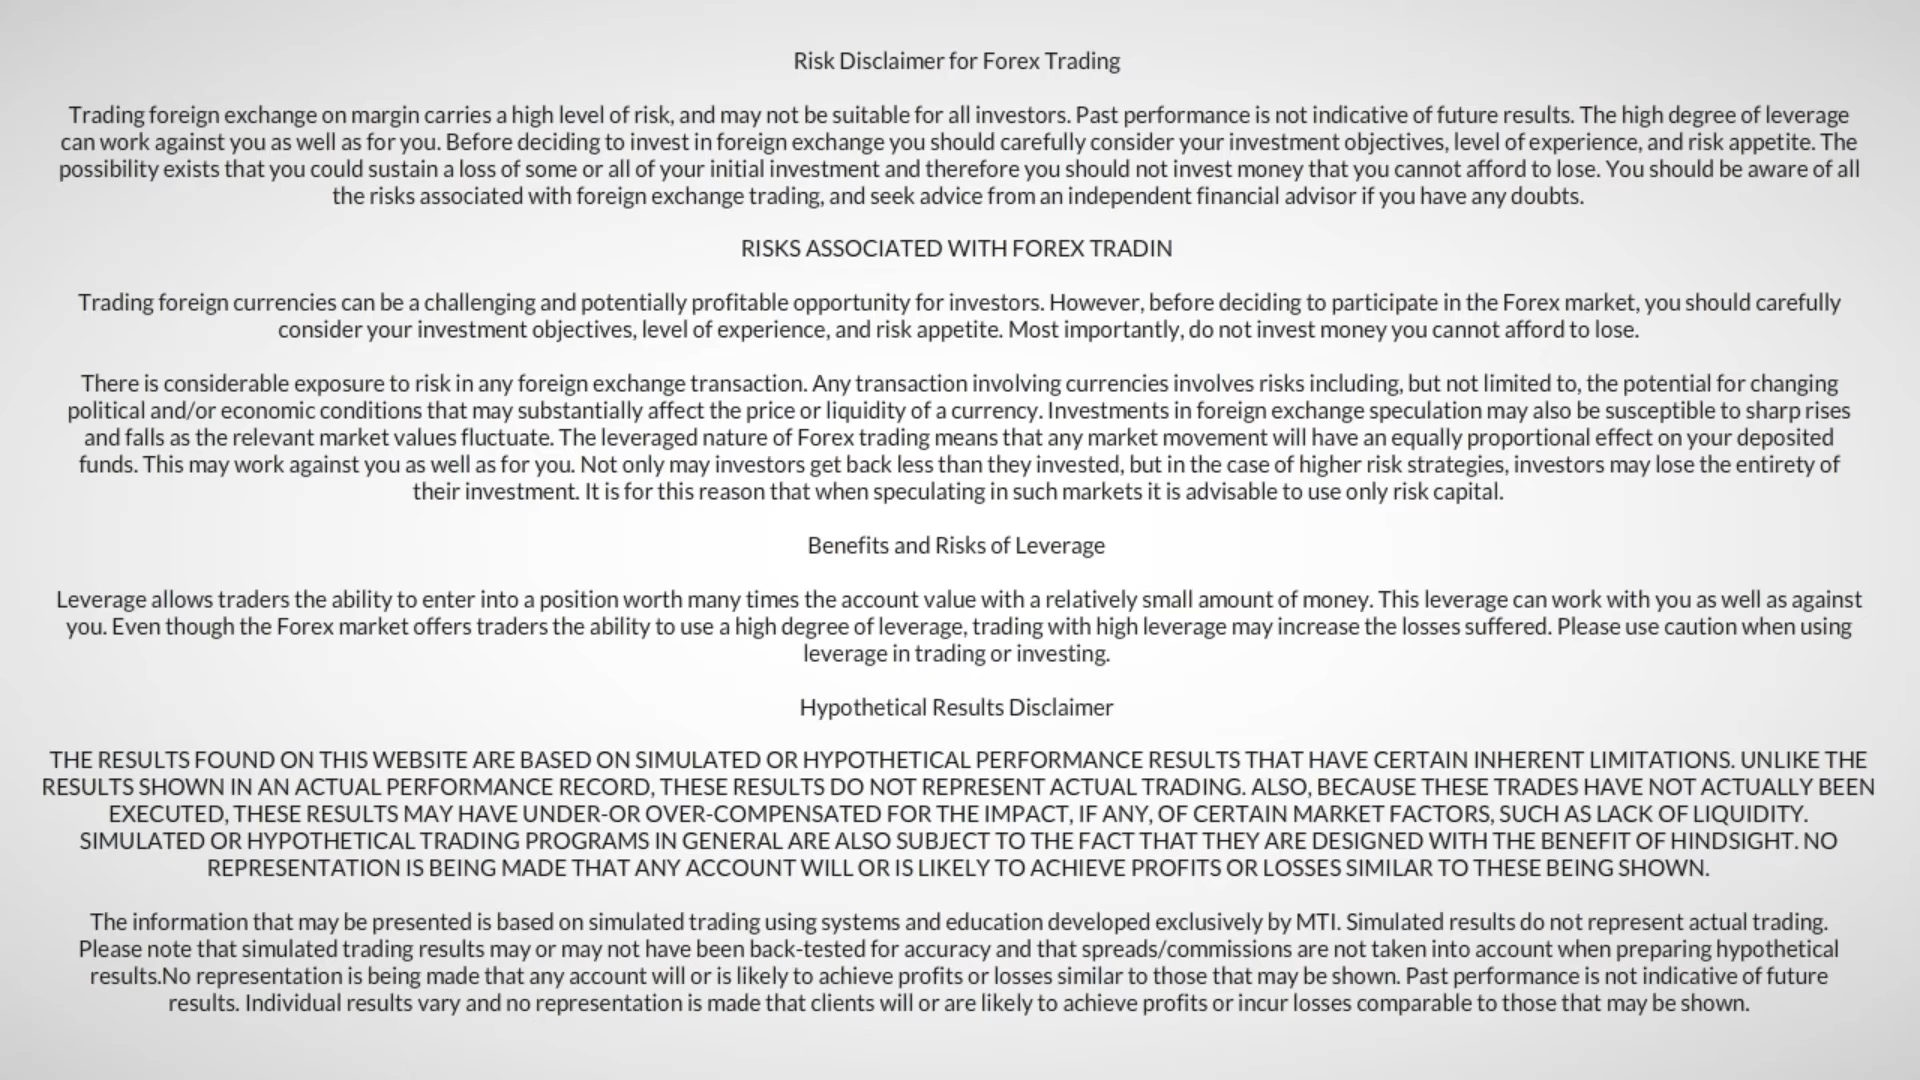 Risk Disclaimer for Forex Trading
Trading foreign exchange on margin carries a high level of risk, and may not be suitable for all investors. Past performance is not indicative of future results. The high degree of leverage
can work against you as well as for you. Before deciding to invest in foreign exchange you should carefully consider your investment objectives, level of experience, and risk appetite. The
possibility exists that you could sustain a loss of some or all of your initial investment and therefore you should not invest money that you cannot afford to lose. You should be aware of all
the risks associated with foreign exchange trading, and seek advice from an independent financial advisor if you have any doubts.
RISKS ASSOCIATED WITH FOREX TRADIN
Trading foreign currencies can be a challenging and potentially profitable opportunity for investors. However, before deciding to participate in the Forex market, you should carefully
consider your investment objectives, level of experience, and risk appetite. Most importantly, do not invest money you cannot afford to lose.
There is considerable exposure to risk in any foreign exchange transaction. Any transaction involving currencies involves risks including, but not limited to, the potential for changing
political and/or economic conditions that may substantially affect the price or liquidity of a currency. Investments in foreign exchange speculation may also be susceptible to sharp rises
and falls as the relevant market values fluctuate. The leveraged nature of Forex trading means that any market movement will have an equally proportional effect on your deposited
funds. This may work against you as well as for you. Not only may investors get back less than they invested, but in the case of higher risk strategies, investors may lose the entirety of
their investment. It is for this reason that when speculating in such markets it is advisable to use only risk capital.
Benefits and Risks of Leverage
Leverage allows traders the ability to enter into a position worth many times the account value with a relatively small amount of money. This leverage can work with you as well as against
you. Even though the Forex market offers traders the ability to use a high degree of leverage, trading with high leverage may increase the losses suffered. Please use caution when using
leverage in trading or investing.
Hypothetical Results Disclaimer
THE RESULTS FOUND ON THIS WEBSITE ARE BASED ON SIMULATED OR HYPOTHETICAL PERFORMANCE RESULTS THAT HAVE CERTAIN INHERENT LIMITATIONS. UNLIKE THE
RESULTS SHOWN IN AN ACTUAL PERFORMANCE RECORD, THESE RESULTS DO NOT REPRESENT ACTUAL TRADING. ALSO, BECAUSE THESE TRADES HAVE NOT ACTUALLY BEEN
EXECUTED, THESE RESULTS MAY HAVE UNDER-OR OVER-COMPENSATED FOR THE IMPACT, IF ANY, OF CERTAIN MARKET FACTORS, SUCH AS LACK OF LIQUIDITY.
SIMULATED OR HYPOTHETICAL TRADING PROGRAMS IN GENERAL ARE ALSO SUBJECT TO THE FACT THAT THEY ARE DESIGNED WITH THE BENEFIT OF HINDSIGHT. NO
REPRESENTATION IS BEING MADE THAT ANY ACCOUNT WILL OR IS LIKELY TO ACHIEVE PROFITS OR LOSSES SIMILAR TO THESE BEING SHOWN.
The information that may be presented is based on simulated trading using systems and education developed exclusively by MTI. Simulated results do not represent actual trading.
Please note that simulated trading results may or may not have been back-tested for accuracy and that spreads/commissions are not taken into account when preparing hypothetical
results.No representation is being made that any account will or is likely to achieve profits or losses similar to those that may be shown. Past performance is not indicative of future
results. Individual results vary and no representation is made that clients will or are likely to achieve profits or incur losses comparable to those that may be shown.